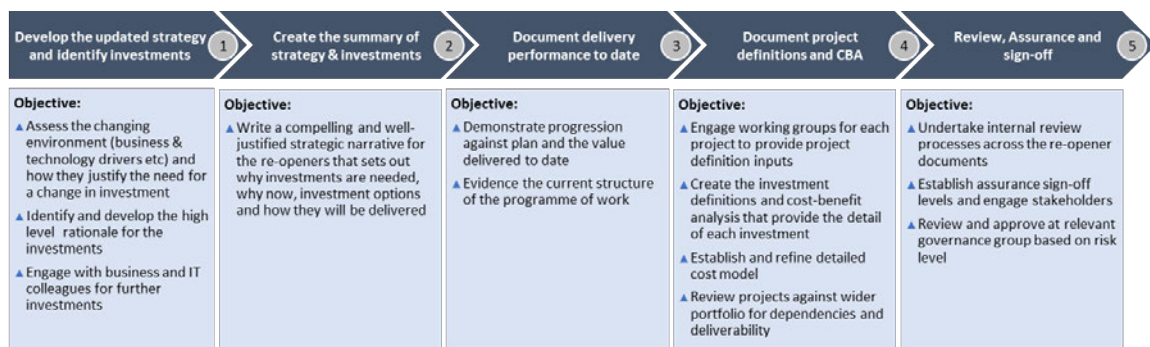 Develop the updated strategy
and identify investments
1
Create the summary of
strategy & investments
2
Document delivery
performance to date
3
Document project
definitions and CBA
4
Review, Assurance and
sign-off
5
Objective:
▲Assess the changing
environment (business &
technology drivers etc) and
how they justify the need for
a change in investment
▲Identify and develop the high
level rationale for the
investments
▲Engage with business and IT
colleagues for further
investments
Objective:
▲Write a compelling and well-
justified strategic narrative for
the re-openers that sets out
why investments are needed,
why now, investment options
and how they will be delivered
Objective:
▲Demonstrate progression
against plan and the value
delivered to date
▲Evidence the current structure
of the programme of work
Objective:
▲Engage working groups for each
project to provide project
definition inputs
▲Create the investment
definitions and cost-benefit
analysis that provide the detail
of each investment
▲Establish and refine detailed
cost model
▲Review projects against wider
portfolio for dependencies and
deliverability
Objective:
▲Undertake internal review
processes across the re-opener
documents
▲Establish assurance sign-off
levels and engage stakeholders
▲Review and approve at relevant
governance group based on risk
level